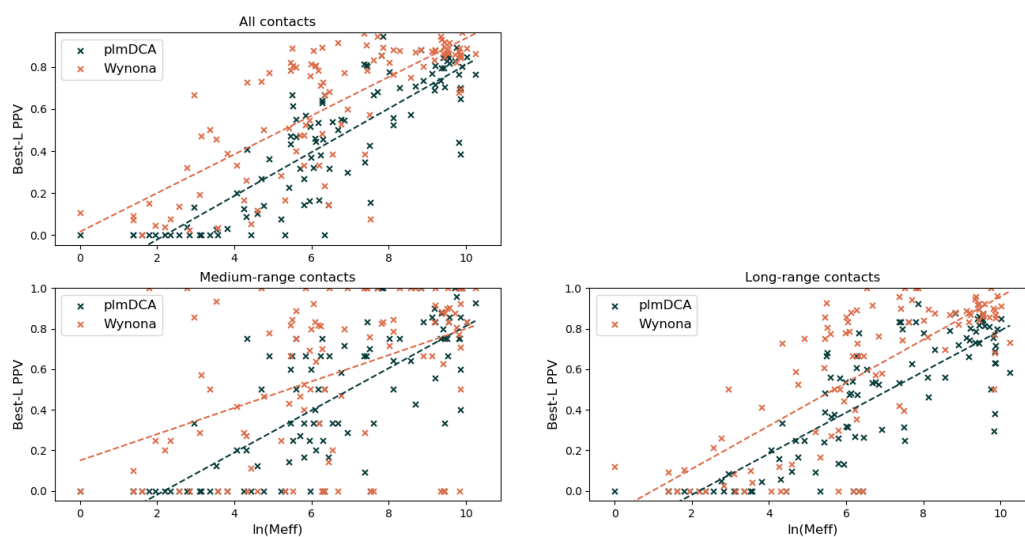 All contacts
Best-L PPV
0.8
0.6
0.4
0.2
0.0
plmDCA
Wynona
0 2 4 6 8 10
Medium-range contacts
Best-L PPV
1.0
0.8
0.6
0.4
0.2
0.0
plmDCA
Wynona
0 2 4 6 8 10
ln(Meff)
Long-range contacts
Best-L PPV
1.0
0.8
0.6
0.4
0.2
0.0
plmDCA
Wynona
0 2 4 6 8 10
ln(Meff)